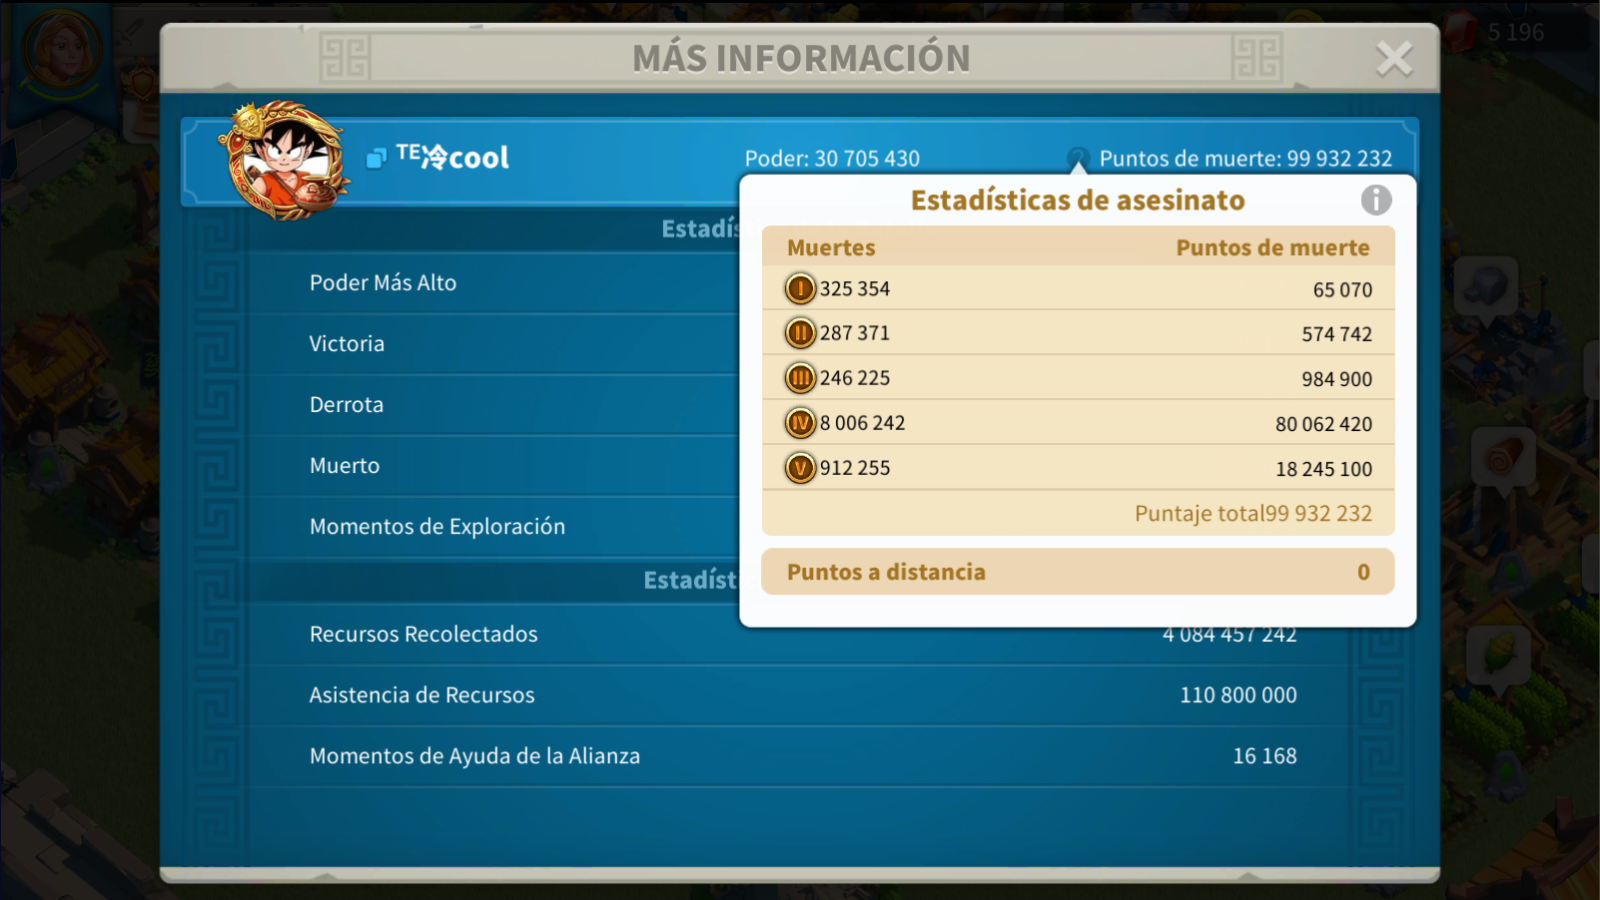 5 196
MÁS INFORMACIÓN
ᵀᴱ冷cool
Poder: 30 705 430
? Puntos de muerte: 99 932 232
Estadísticas de asesinato
Muertes Puntos de muerte
I 325 354 65 070
II 287 371 574 742
III 246 225 984 900
IV 8 006 242 80 062 420
V 912 255 18 245 100
Puntaje total99 932 232
Puntos a distancia 0
Estadís
Poder Más Alto
Victoria
Derrota
Muerto
Momentos de Exploración
Estadíst
Recursos Recolectados 4 084 457 242
Asistencia de Recursos 110 800 000
Momentos de Ayuda de la Alianza 16 168